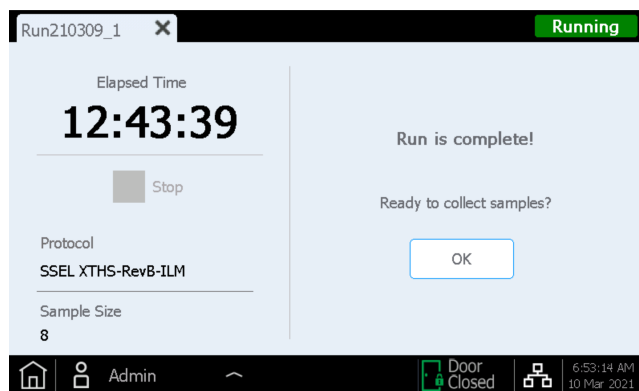 Run210309_1
Running
Elapsed Time
12:43:39
Stop
Protocol
SSEL XTHS-RevB-ILM
Sample Size
8
Run is complete!
Ready to collect samples?
OK
Admin
Door
Closed
6:53:14 AM
10 Mar 2021